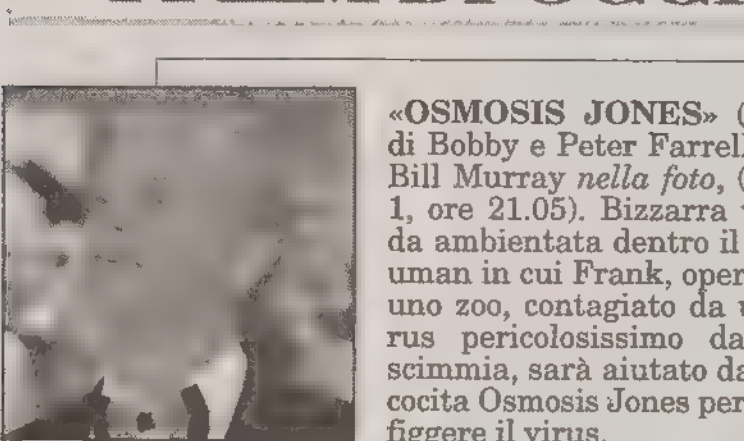 «OSMOSIS JONES» (
di Bobby e Peter Farrell
Bill Murray nella foto, (
1, ore 21.05). Bizzarra
da ambientata dentro il
uman in cui Frank, oper
uno zoo, contagiato da
rus pericolosissimo da
scimmia, sarà aiutato da
cocita Osmosis Jones per
figgere il virus.